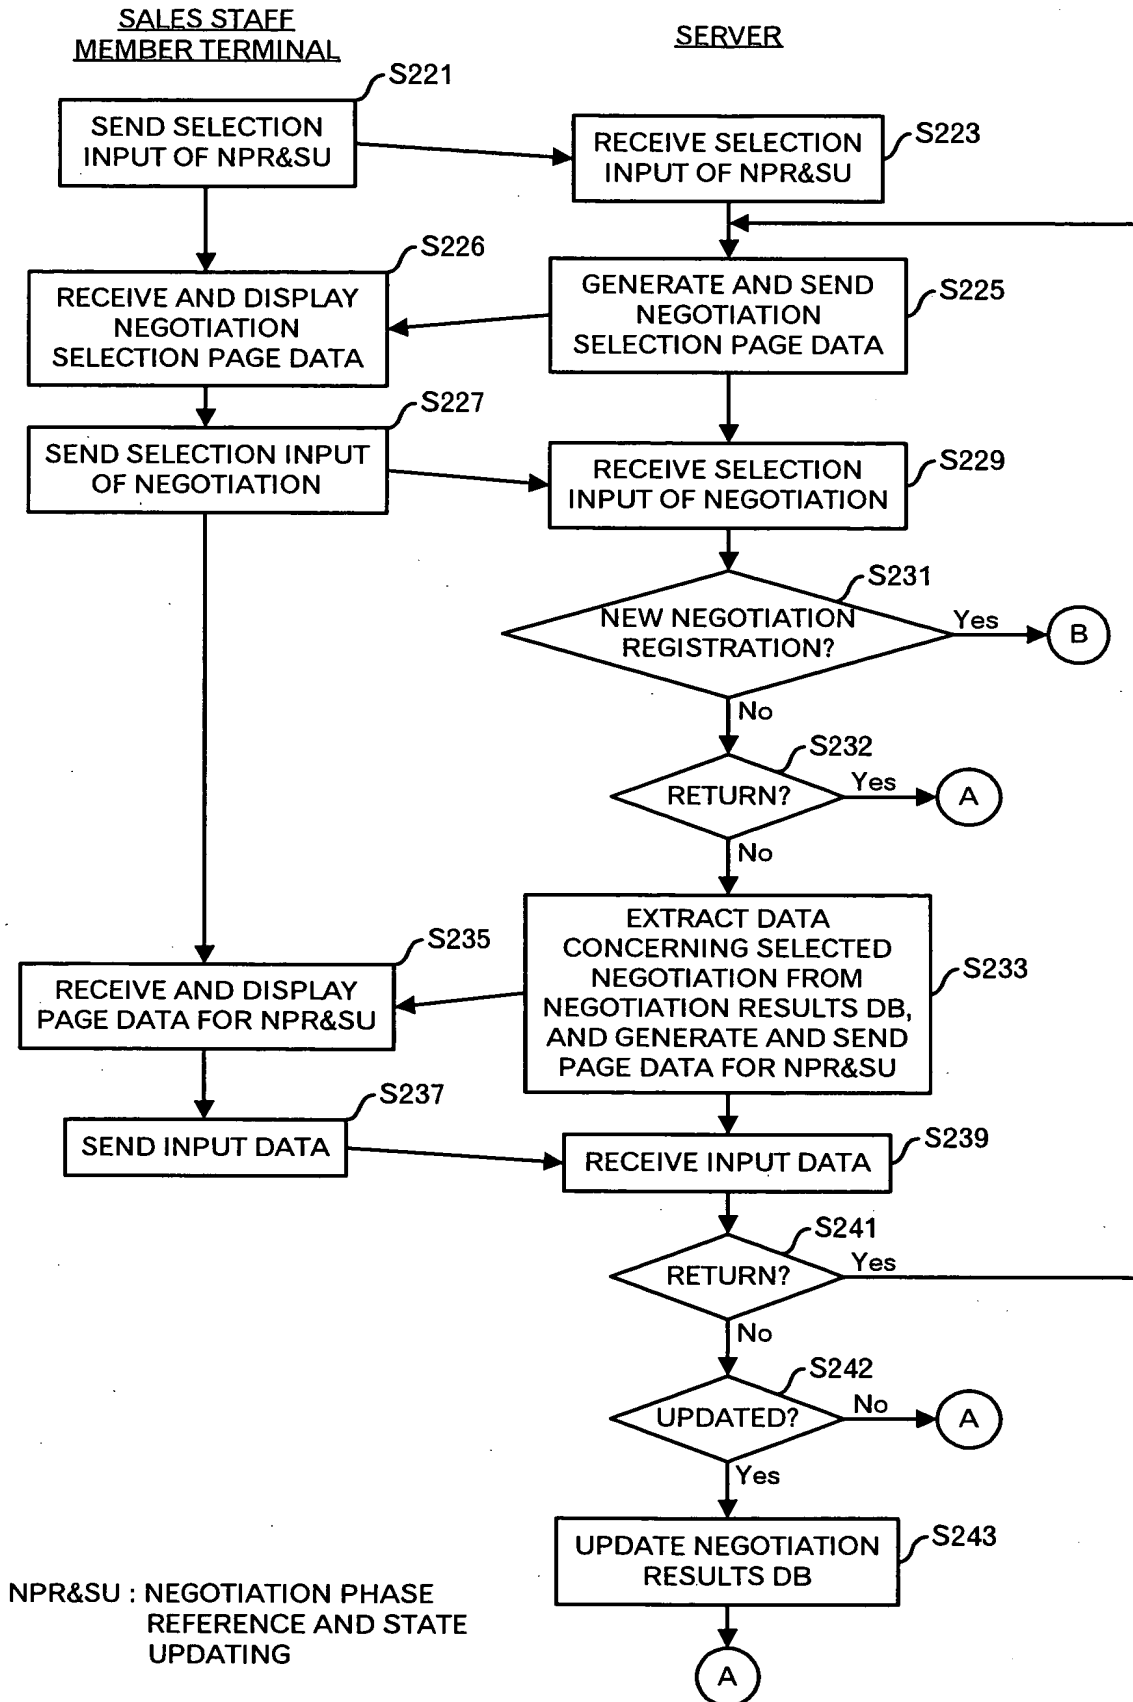 SALES STAFF
MEMBER TERMINAL
SERVER
S221
SEND SELECTION
INPUT OF NPR&SU
S223
RECEIVE SELECTION
INPUT OF NPR&SU
S226
RECEIVE AND DISPLAY
NEGOTIATION
SELECTION PAGE DATA
S225
GENERATE AND SEND
NEGOTIATION
SELECTION PAGE DATA
S227
SEND SELECTION INPUT
OF NEGOTIATION
S229
RECEIVE SELECTION
INPUT OF NEGOTIATION
S231
NEW NEGOTIATION
REGISTRATION?
Yes
B
No
S232
RETURN?
Yes
A
No
S233
EXTRACT DATA
CONCERNING SELECTED
NEGOTIATION FROM
NEGOTIATION RESULTS DB,
AND GENERATE AND SEND
PAGE DATA FOR NPR&SU
S235
RECEIVE AND DISPLAY
PAGE DATA FOR NPR&SU
S237
SEND INPUT DATA
S239
RECEIVE INPUT DATA
S241
RETURN?
Yes
No
S242
UPDATED?
No
A
Yes
S243
UPDATE NEGOTIATION
RESULTS DB
A
NPR&SU : NEGOTIATION PHASE
REFERENCE AND STATE
UPDATING